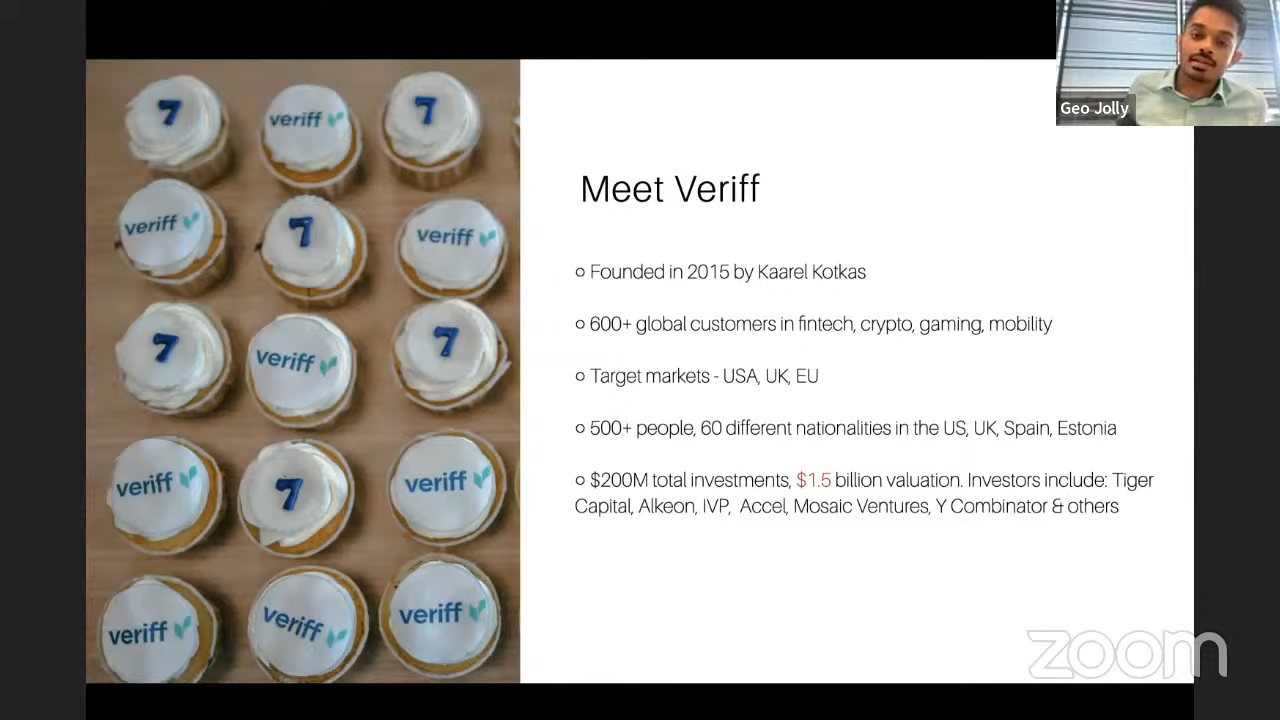 Geo Jolly
7 veriff 7
veriff 7 veriff
7 veriff 7
veriff 7 veriff
veriff veriff veriff
Meet Veriff
○ Founded in 2015 by Kaarel Kotkas
○ 600+ global customers in fintech, crypto, gaming, mobility
○ Target markets - USA, UK, EU
○ 500+ people, 60 different nationalities in the US, UK, Spain, Estonia
○ $200M total investments, $1.5 billion valuation. Investors include: Tiger
Capital, Alkeon, IVP, Accel, Mosaic Ventures, Y Combinator & others
zoom